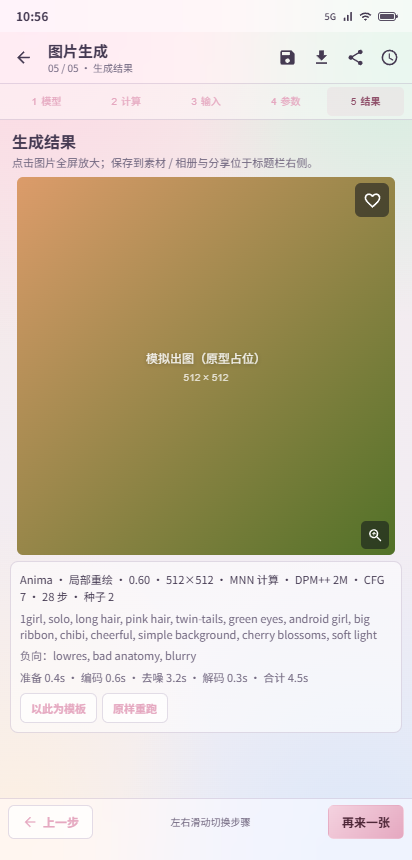 10:56
5G
图片生成
05 / 05 · 生成结果
1 模型
2 计算
3 输入
4 参数
5 结果
生成结果
点击图片全屏放大；保存到素材 / 相册与分享位于标题栏右侧。
模拟出图（原型占位）
512 × 512
Anima · 局部重绘 · 0.60 · 512×512 · MNN 计算 · DPM++ 2M · CFG
7 · 28 步 · 种子 2
1girl, solo, long hair, pink hair, twin-tails, green eyes, android girl, big
ribbon, chibi, cheerful, simple background, cherry blossoms, soft light
负向：lowres, bad anatomy, blurry
准备 0.4s · 编码 0.6s · 去噪 3.2s · 解码 0.3s · 合计 4.5s
以此为模板
原样重跑
上一步
左右滑动切换步骤
再来一张